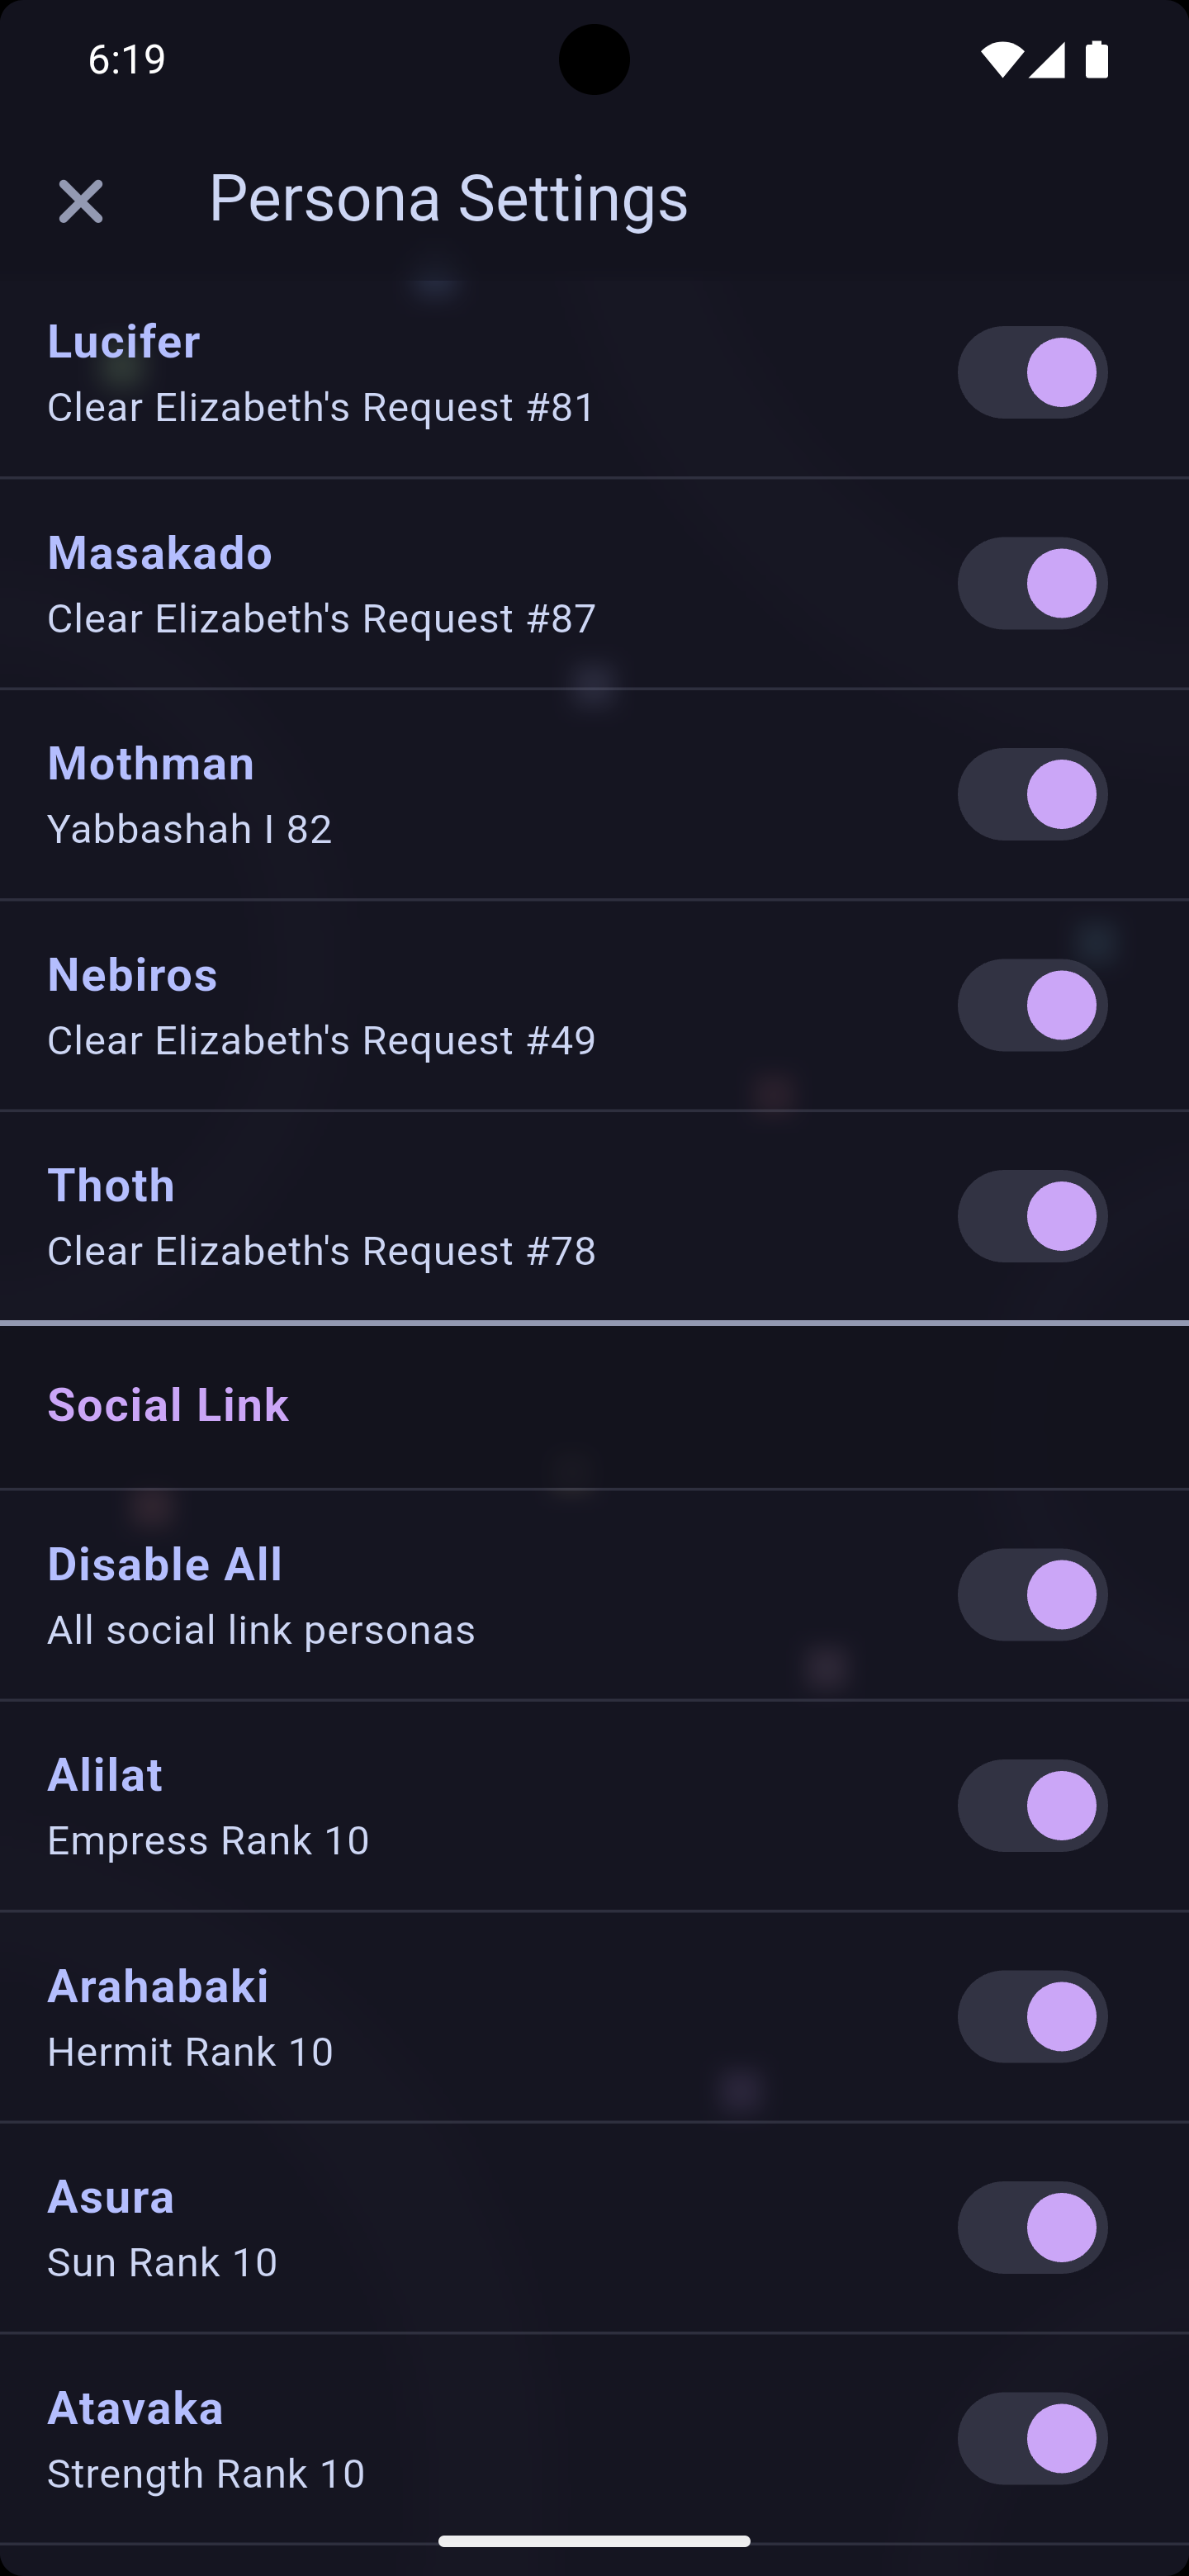 6:19
Persona Settings
Lucifer
Clear Elizabeth's Request #81
Masakado
Clear Elizabeth's Request #87
Mothman
Yabbashah I 82
Nebiros
Clear Elizabeth's Request #49
Thoth
Clear Elizabeth's Request #78
Social Link
Disable All
All social link personas
Alilat
Empress Rank 10
Arahabaki
Hermit Rank 10
Asura
Sun Rank 10
Atavaka
Strength Rank 10